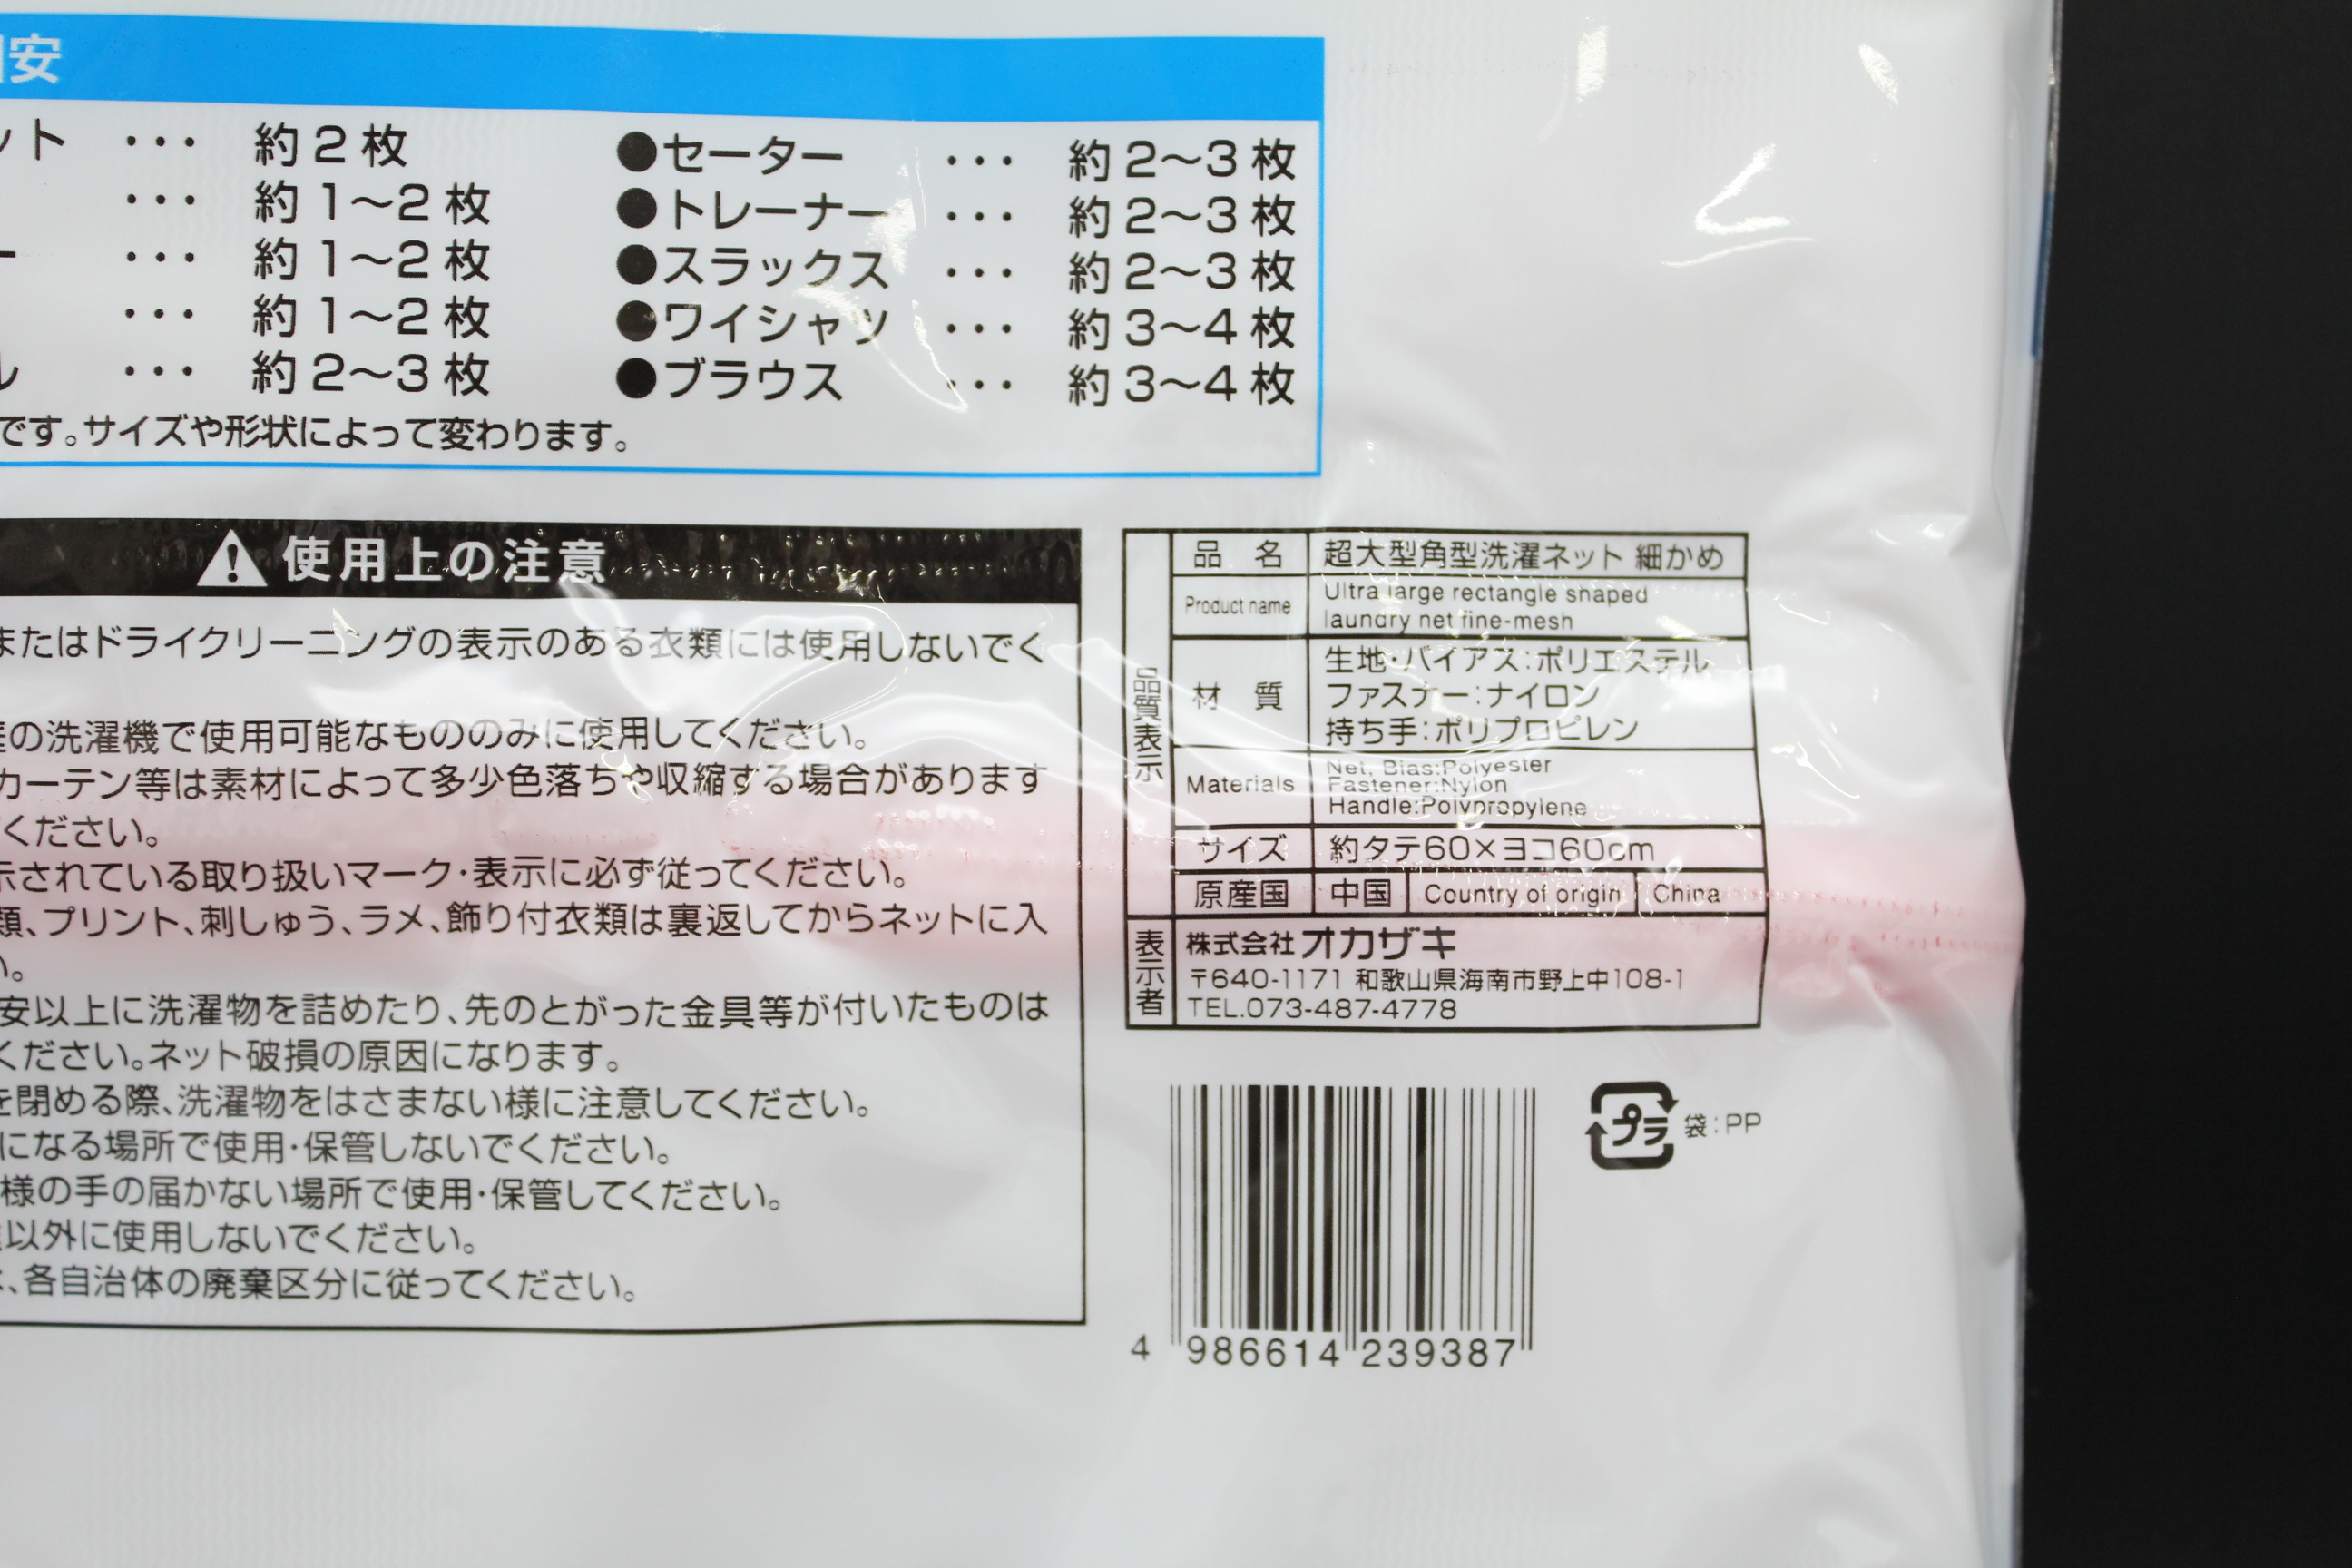 安
ット ・・・ 約2枚
・・・ 約1〜2枚
ー ・・・ 約1〜2枚
・・・ 約1〜2枚
ル ・・・ 約2〜3枚
●セーター ・・・ 約2〜3枚
●トレーナー ・・・ 約2〜3枚
●スラックス ・・・ 約2〜3枚
●ワイシャツ ・・・ 約3〜4枚
●ブラウス ・・・ 約3〜4枚
です。サイズや形状によって変わります。
使用上の注意
またはドライクリーニングの表示のある衣類には使用しないでく
の洗濯機で使用可能なもののみに使用してください。
カーテン等は素材によって多少色落ちや収縮する場合があります
ください。
示されている取り扱いマーク・表示に必ず従ってください。
類、プリント、刺しゅう、ラメ、飾り付衣類は裏返してからネットに入
い。
安以上に洗濯物を詰めたり、先のとがった金具等が付いたものは
ください。ネット破損の原因になります。
を閉める際、洗濯物をはさまない様に注意してください。
になる場所で使用・保管しないでください。
様の手の届かない場所で使用・保管してください。
以外に使用しないでください。
、各自治体の廃棄区分に従ってください。
品質表示
品 名 超大型角型洗濯ネット 細かめ
Product name Ultra large rectangle shaped
laundry net fine-mesh
材 質 生地・バイアス:ポリエステル
ファスナー:ナイロン
持ち手:ポリプロピレン
Materials Net, Bias:Polyester
Fastener:Nylon
Handle:Polypropylene
サイズ 約タテ60×ヨコ60cm
原産国 中国 Country of origin China
表示者
株式会社オカザキ
〒640-1171 和歌山県海南市野上中108-1
TEL.073-487-4778
4 986614 239387
プラ 袋:PP